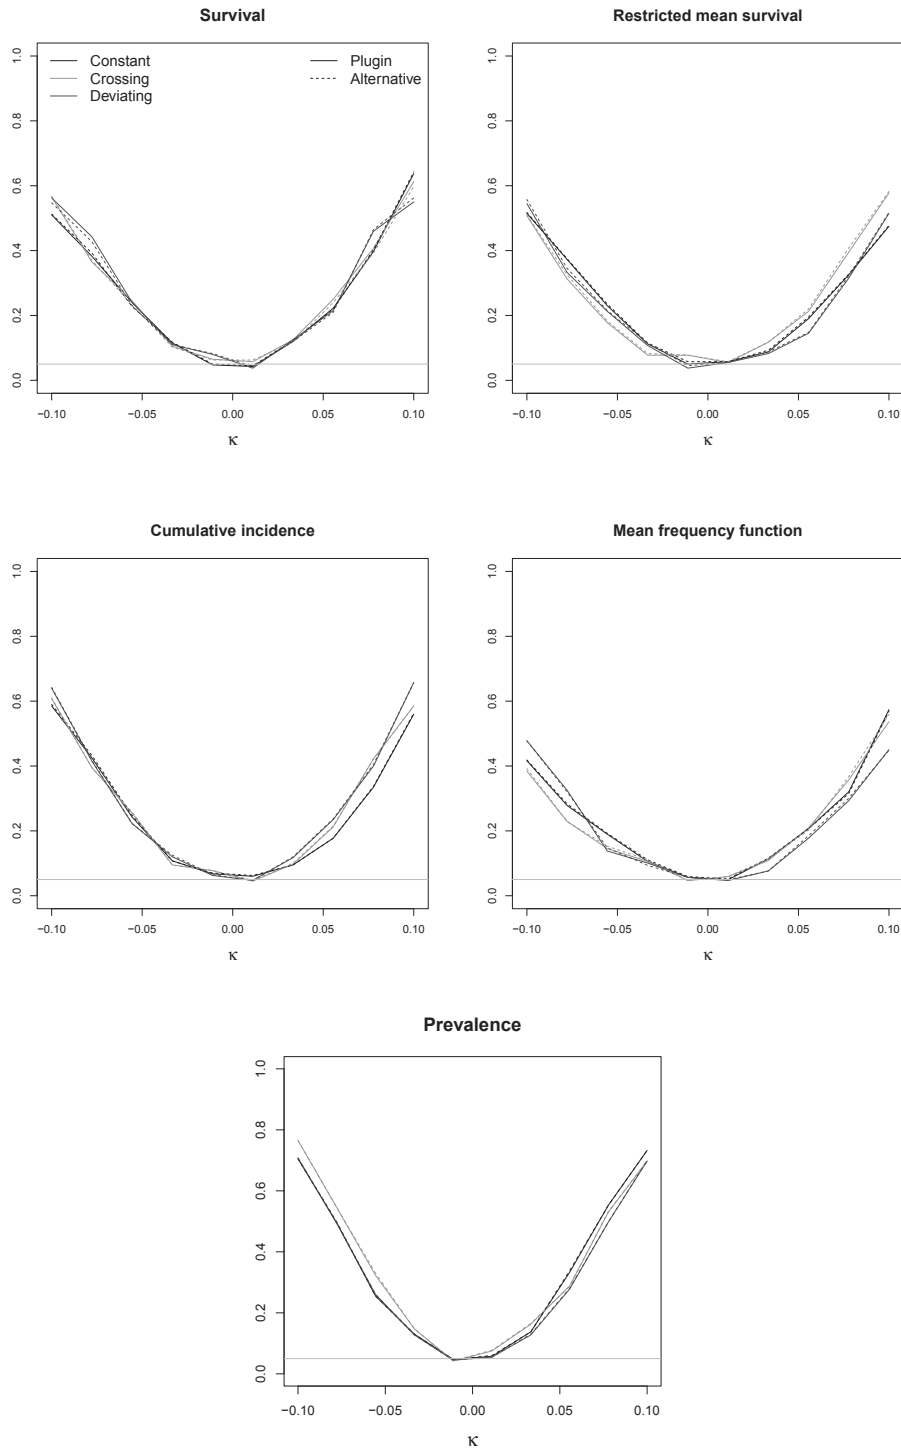 Survival
Constant
Crossing
Deviating
Plugin
Alternative
1.0
0.8
0.6
0.4
0.2
0.0
−0.10 −0.05 0.00 0.05 0.10
κ
Restricted mean survival
1.0
0.8
0.6
0.4
0.2
0.0
−0.10 −0.05 0.00 0.05 0.10
κ
Cumulative incidence
1.0
0.8
0.6
0.4
0.2
0.0
−0.10 −0.05 0.00 0.05 0.10
κ
Mean frequency function
1.0
0.8
0.6
0.4
0.2
0.0
−0.10 −0.05 0.00 0.05 0.10
κ
Prevalence
1.0
0.8
0.6
0.4
0.2
0.0
−0.10 −0.05 0.00 0.05 0.10
κ